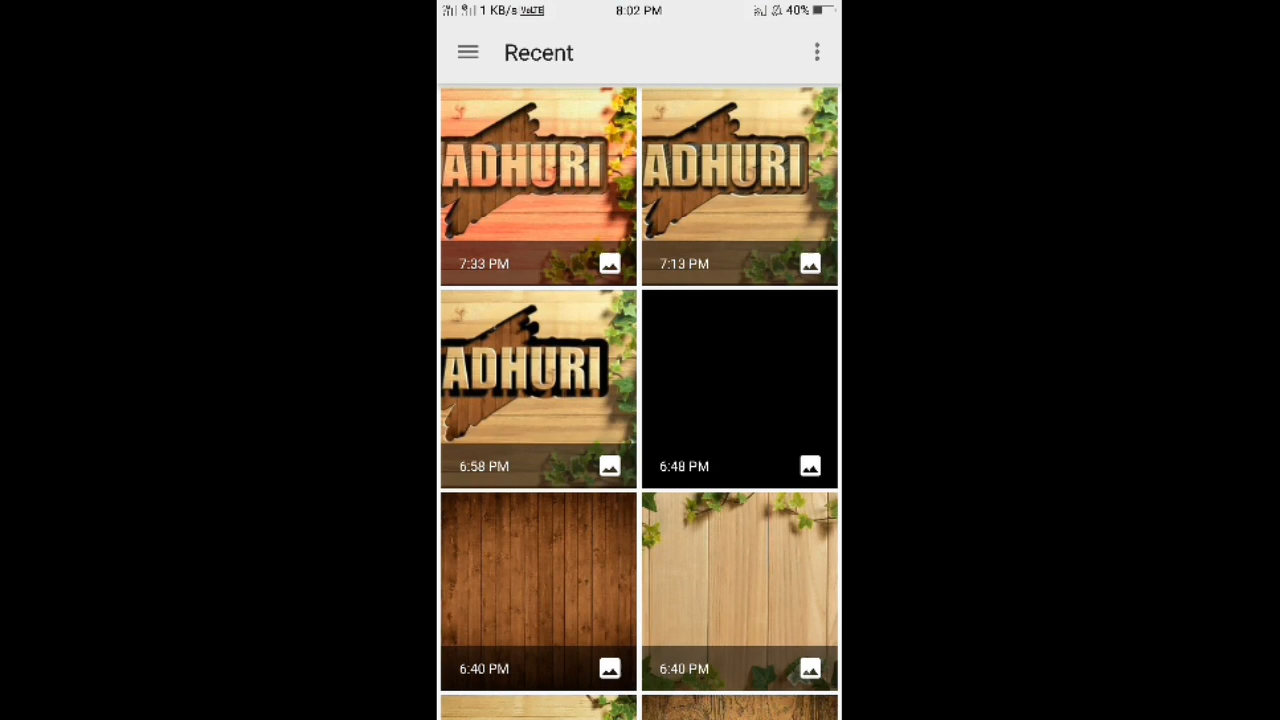 1 KB/s VoLTE 8:02 PM 40%
Recent
ADHURI ADHURI
7:33 PM 7:13 PM
ADHURI
6:58 PM 6:48 PM
6:40 PM 6:40 PM